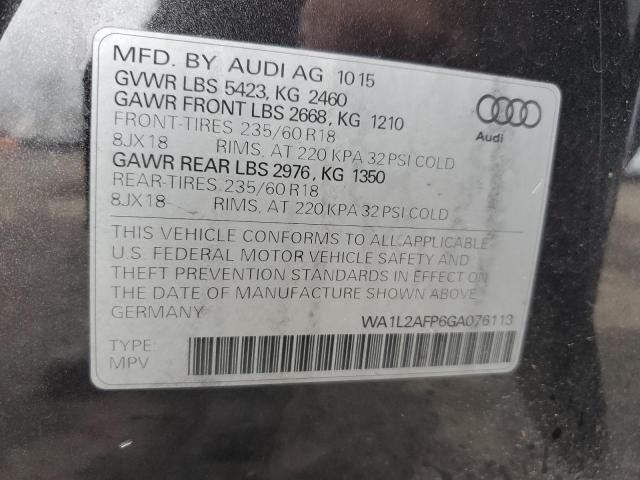 MFD. BY AUDI AG 10 15
GVWR LBS 5423, KG 2460
GAWR FRONT LBS 2668, KG 1210
FRONT-TIRES 235/60 R18
8JX18 RIMS, AT 220 KPA 32 PSI COLD
GAWR REAR LBS 2976, KG 1350
REAR-TIRES 235/60 R18
8JX18 RIMS, AT 220 KPA 32 PSI COLD
Audi
THIS VEHICLE CONFORMS TO ALL APPLICABLE
U.S. FEDERAL MOTOR VEHICLE SAFETY AND
THEFT PREVENTION STANDARDS IN EFFECT ON
THE DATE OF MANUFACTURE SHOWN ABOVE
GERMANY
WA1L2AFP6GA076113
TYPE:
MPV